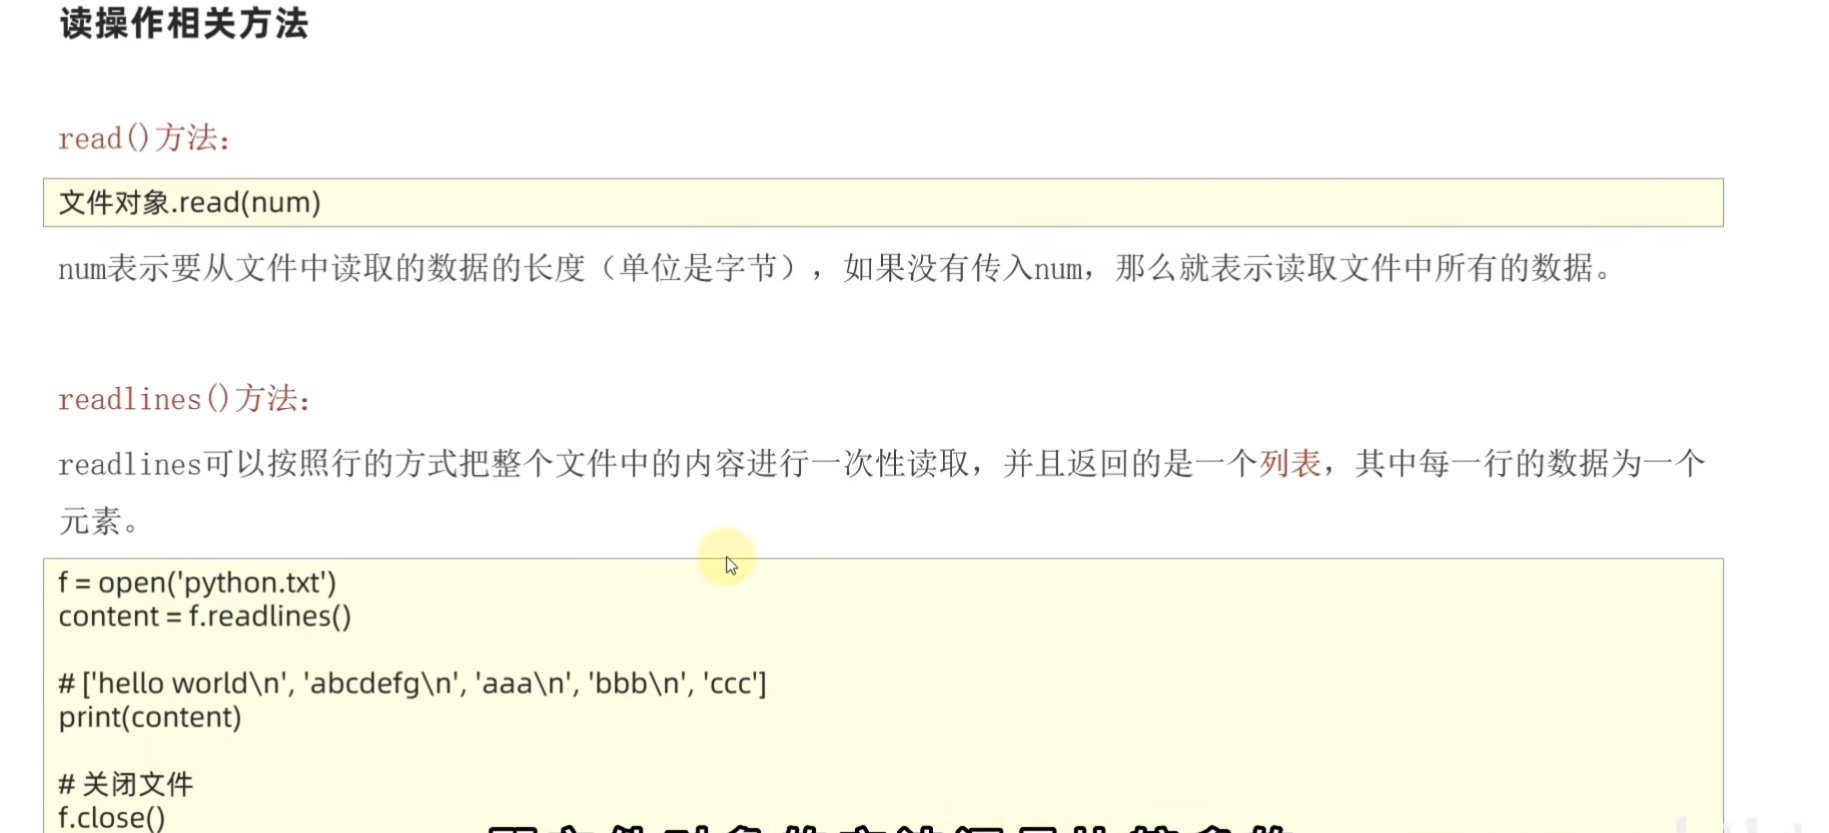 读操作相关方法
read()方法：
文件对象.read(num)
num表示要从文件中读取的数据的长度（单位是字节），如果没有传入num，那么就表示读取文件中所有的数据。
readlines()方法：
readlines可以按照行的方式把整个文件中的内容进行一次性读取，并且返回的是一个列表，其中每一行的数据为一个
元素。
f = open('python.txt')
content = f.readlines()
# ['hello world\n', 'abcdefg\n', 'aaa\n', 'bbb\n', 'ccc']
print(content)
# 关闭文件
f.close()